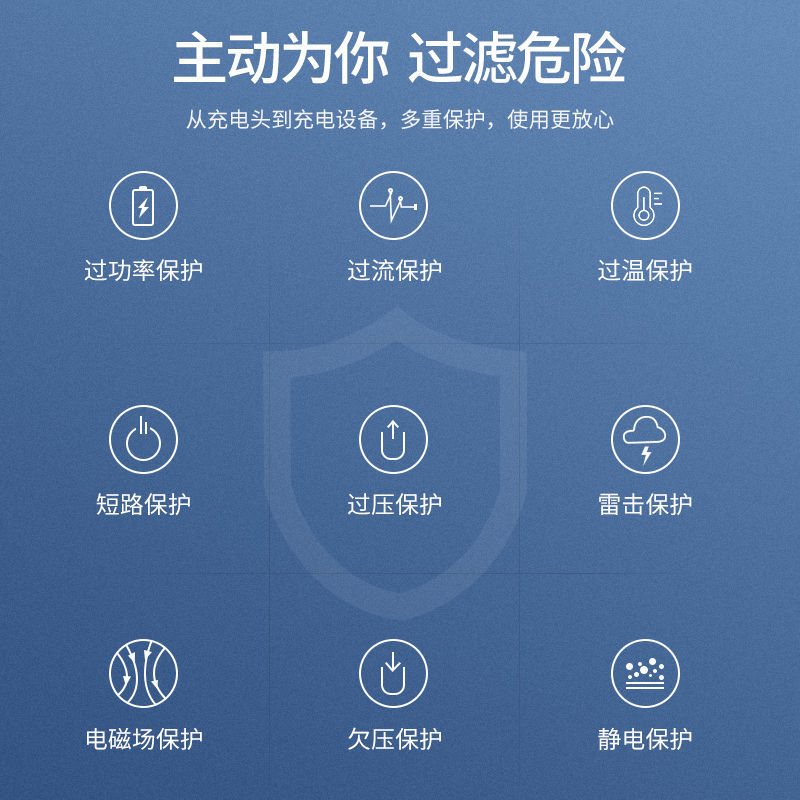 主动为你 过滤危险
从充电头到充电设备，多重保护，使用更放心
过功率保护
过流保护
过温保护
短路保护
过压保护
雷击保护
电磁场保护
欠压保护
静电保护